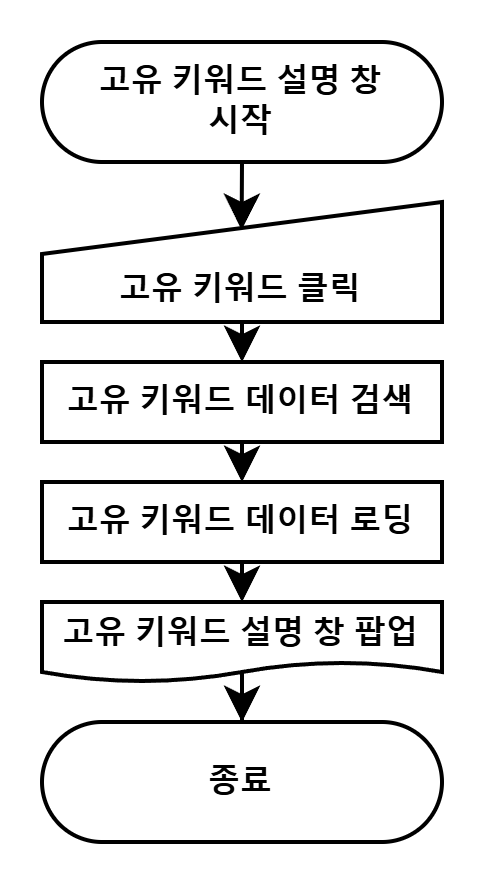 고유 키워드 설명 창
시작
고유 키워드 클릭
고유 키워드 데이터 검색
고유 키워드 데이터 로딩
고유 키워드 설명 창 팝업
종료